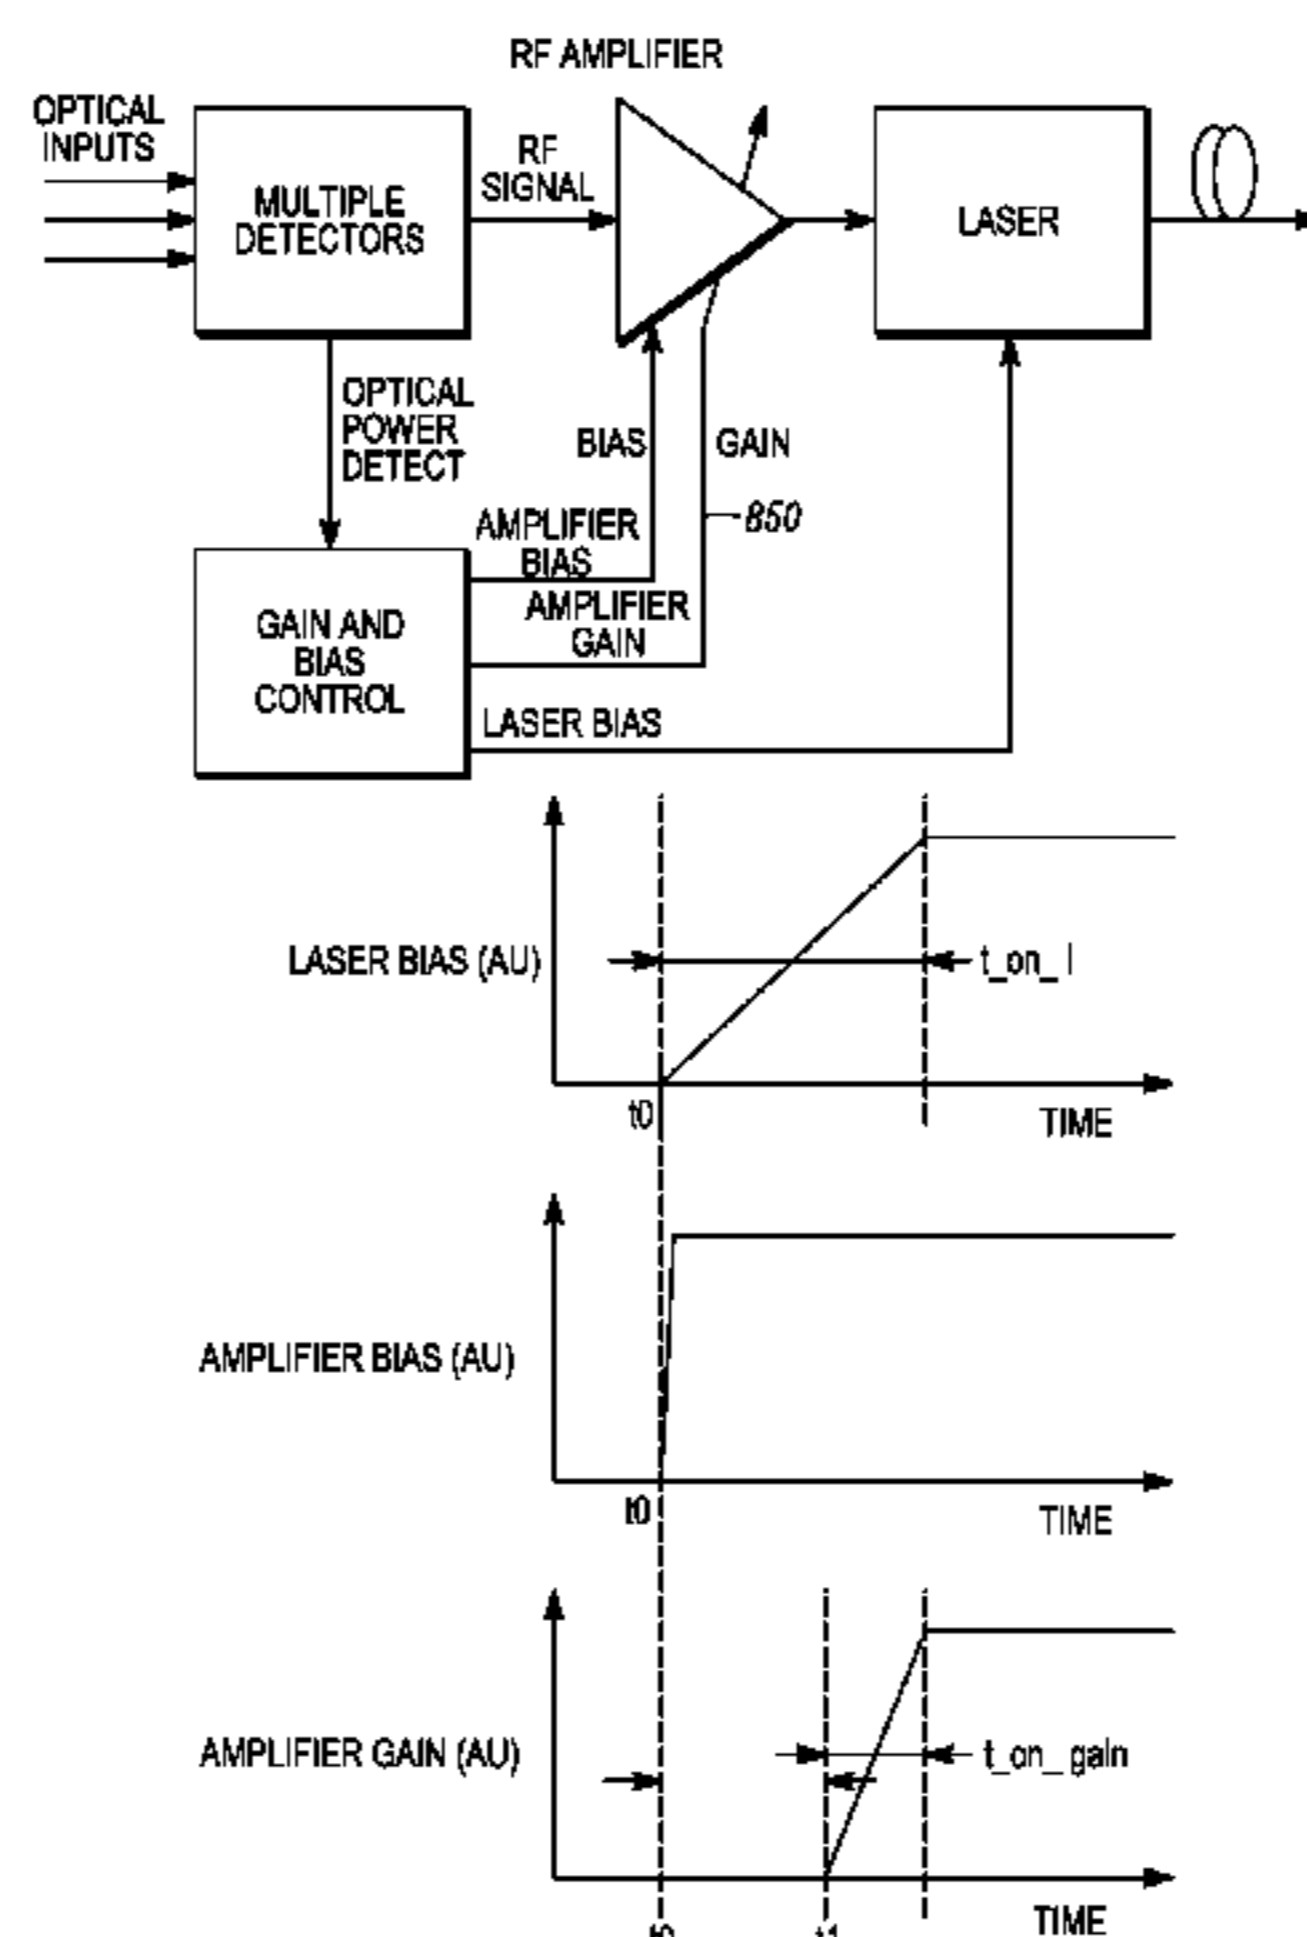 RF AMPLIFIER
OPTICAL
INPUTS
MULTIPLE
DETECTORS
RF
SIGNAL
LASER
OPTICAL
POWER
DETECT
BIAS
GAIN
850
AMPLIFIER
BIAS
AMPLIFIER
GAIN
GAIN AND
BIAS
CONTROL
LASER BIAS
LASER BIAS (AU)
t_on_l
t0
TIME
AMPLIFIER BIAS (AU)
t0
TIME
AMPLIFIER GAIN (AU)
t_on_gain
t0
t1
TIME